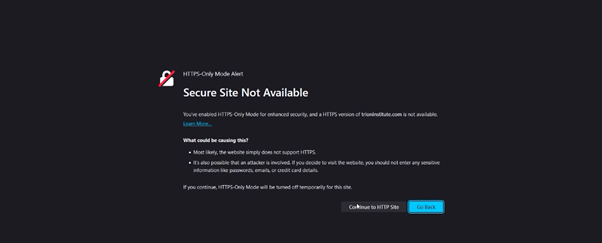 HTTPS-Only Mode Alert
Secure Site Not Available
You've enabled HTTPS-Only Mode for enhanced security, and a HTTPS version of trioninstitute.com is not available.
Learn More...
What could be causing this?
• Most likely, the website simply does not support HTTPS.
• It's also possible that an attacker is involved. If you decide to visit the website, you should not enter any sensitive
information like passwords, emails, or credit card details.
If you continue, HTTPS-Only Mode will be turned off temporarily for this site.
Continue to HTTP Site Go Back